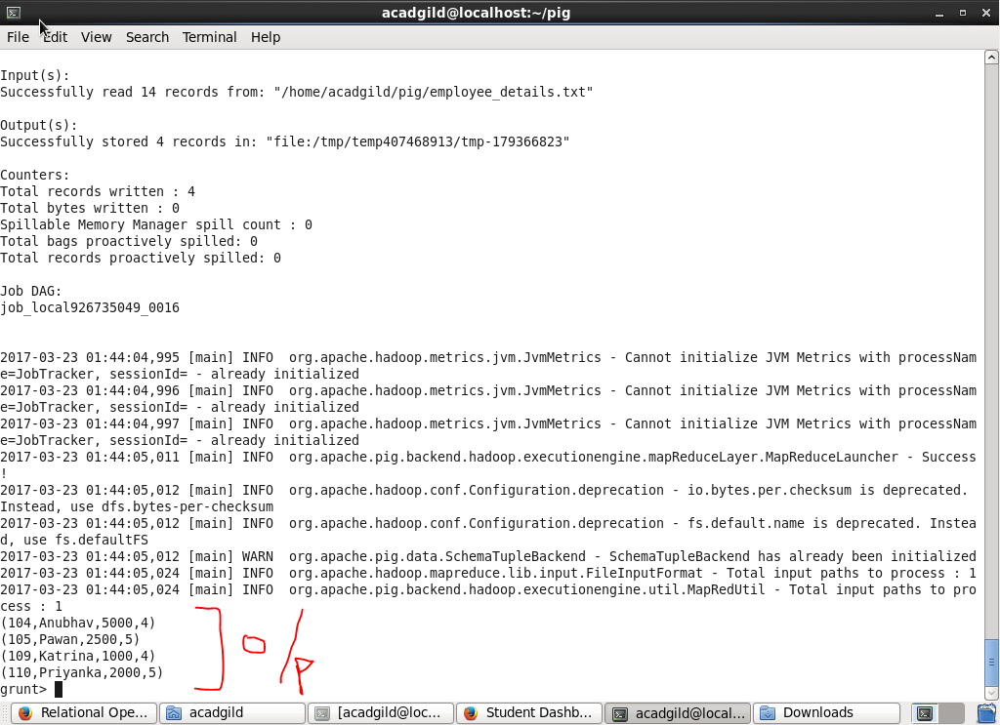 acadgild@localhost:~/pig
File Edit View Search Terminal Help
Input(s):
Successfully read 14 records from: "/home/acadgild/pig/employee_details.txt"
Output(s):
Successfully stored 4 records in: "file:/tmp/temp407468913/tmp-179366823"
Counters:
Total records written : 4
Total bytes written : 0
Spillable Memory Manager spill count : 0
Total bags proactively spilled: 0
Total records proactively spilled: 0
Job DAG:
job_local926735049_0016
2017-03-23 01:44:04,995 [main] INFO  org.apache.hadoop.metrics.jvm.JvmMetrics - Cannot initialize JVM Metrics with processNam
e=JobTracker, sessionId= - already initialized
2017-03-23 01:44:04,996 [main] INFO  org.apache.hadoop.metrics.jvm.JvmMetrics - Cannot initialize JVM Metrics with processNam
e=JobTracker, sessionId= - already initialized
2017-03-23 01:44:04,997 [main] INFO  org.apache.hadoop.metrics.jvm.JvmMetrics - Cannot initialize JVM Metrics with processNam
e=JobTracker, sessionId= - already initialized
2017-03-23 01:44:05,011 [main] INFO  org.apache.pig.backend.hadoop.executionengine.mapReduceLayer.MapReduceLauncher - Success
!
2017-03-23 01:44:05,012 [main] INFO  org.apache.hadoop.conf.Configuration.deprecation - io.bytes.per.checksum is deprecated.
Instead, use dfs.bytes-per-checksum
2017-03-23 01:44:05,012 [main] INFO  org.apache.hadoop.conf.Configuration.deprecation - fs.default.name is deprecated. Instea
d, use fs.defaultFS
2017-03-23 01:44:05,012 [main] WARN  org.apache.pig.data.SchemaTupleBackend - SchemaTupleBackend has already been initialized
2017-03-23 01:44:05,024 [main] INFO  org.apache.hadoop.mapreduce.lib.input.FileInputFormat - Total input paths to process : 1
2017-03-23 01:44:05,024 [main] INFO  org.apache.pig.backend.hadoop.executionengine.util.MapRedUtil - Total input paths to pro
cess : 1
(104,Anubhav,5000,4)
(105,Pawan,2500,5)
(109,Katrina,1000,4)
(110,Priyanka,2000,5)
O/P
grunt>
Relational Ope... acadgild [acadgild@loc... Student Dashb... acadgild@local... Downloads